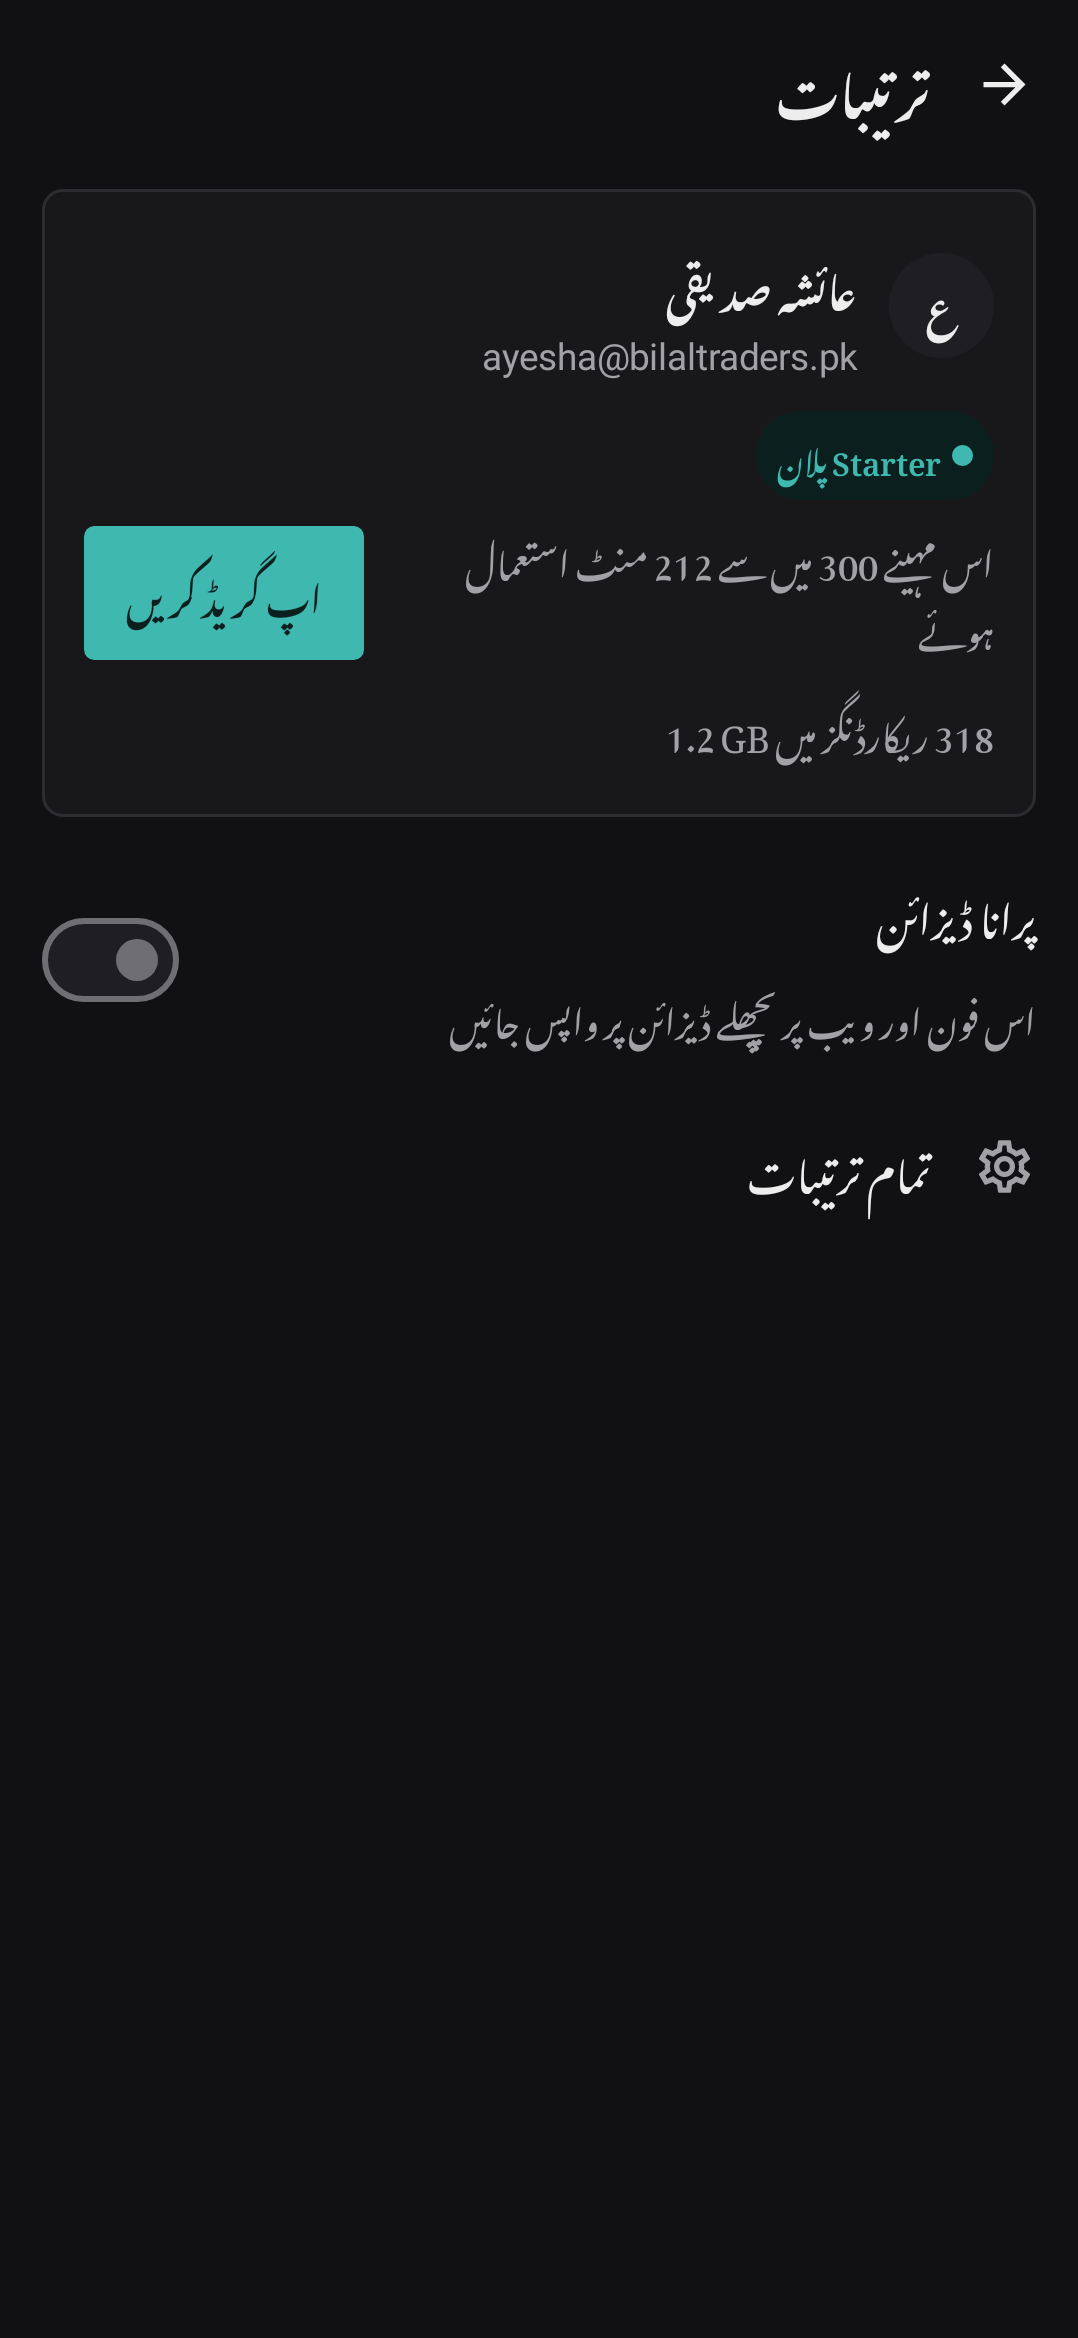 ترتیبات
ع
عائشہ صدیقی
ayesha@bilaltraders.pk
Starter پلان
اس مہینے 300 میں سے 212 منٹ استعمال
ہوئے
اپ گریڈ کریں
318 ریکارڈنگز میں 1.2 GB
پرانا ڈیزائن
اس فون اور ویب پر پچھلے ڈیزائن پر واپس جائیں
تمام ترتیبات